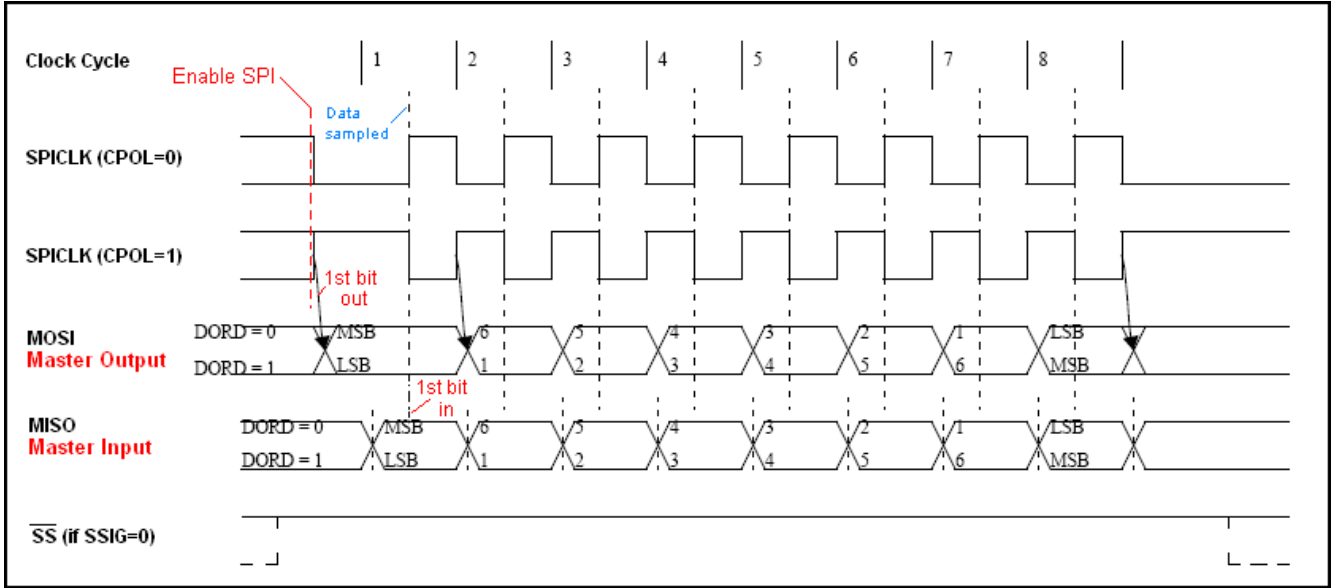 Clock Cycle 1 2 3 4 5 6 7 8
Enable SPI
Data
sampled
SPICLK (CPOL=0)
SPICLK (CPOL=1)
1st bit
out
MOSI
Master Output
DORD = 0 MSB 6 5 4 3 2 1 LSB
DORD = 1 LSB 1 2 3 4 5 6 MSB
1st bit
in
MISO
Master Input
DORD = 0 MSB 6 5 4 3 2 1 LSB
DORD = 1 LSB 1 2 3 4 5 6 MSB
SS (if SSIG=0)